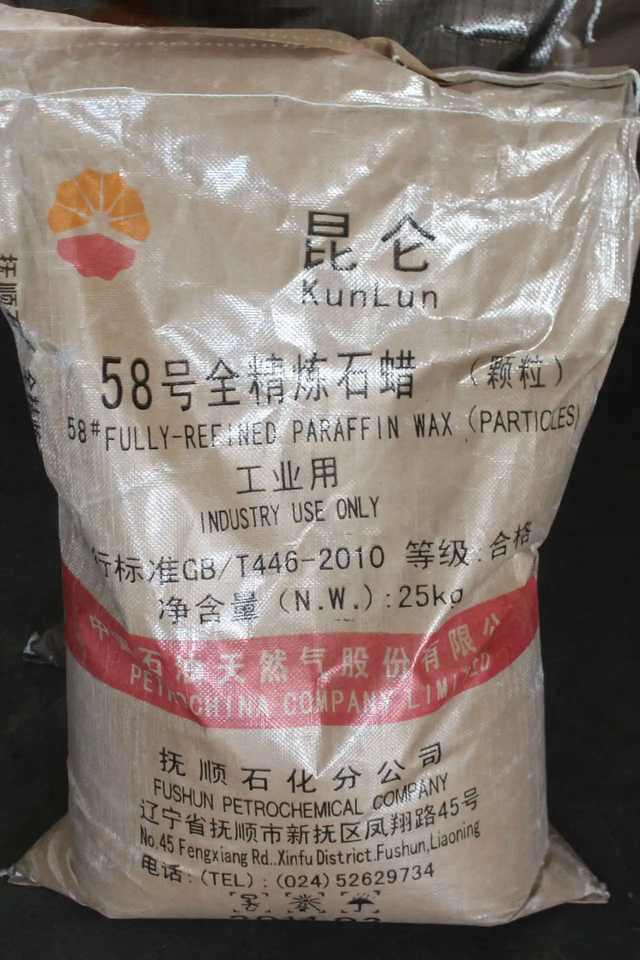 昆仑
KunLun
58号全精炼石蜡 (颗粒)
58# FULLY-REFINED PARAFFIN WAX (PARTICLES)
工业用
INDUSTRY USE ONLY
行标准GB/T446-2010 等级:合格
净含量(N.W.):25kg
中国石油天然气股份有限公
PETROCHINA COMPANY LIMITED
抚顺石化分公司
FUSHUN PETROCHEMICAL COMPANY
辽宁省抚顺市新抚区凤翔路45号
No.45 Fengxiang Rd..Xinfu District.Fushun,Liaoning
电话:(TEL):(024)52629734
抚顺